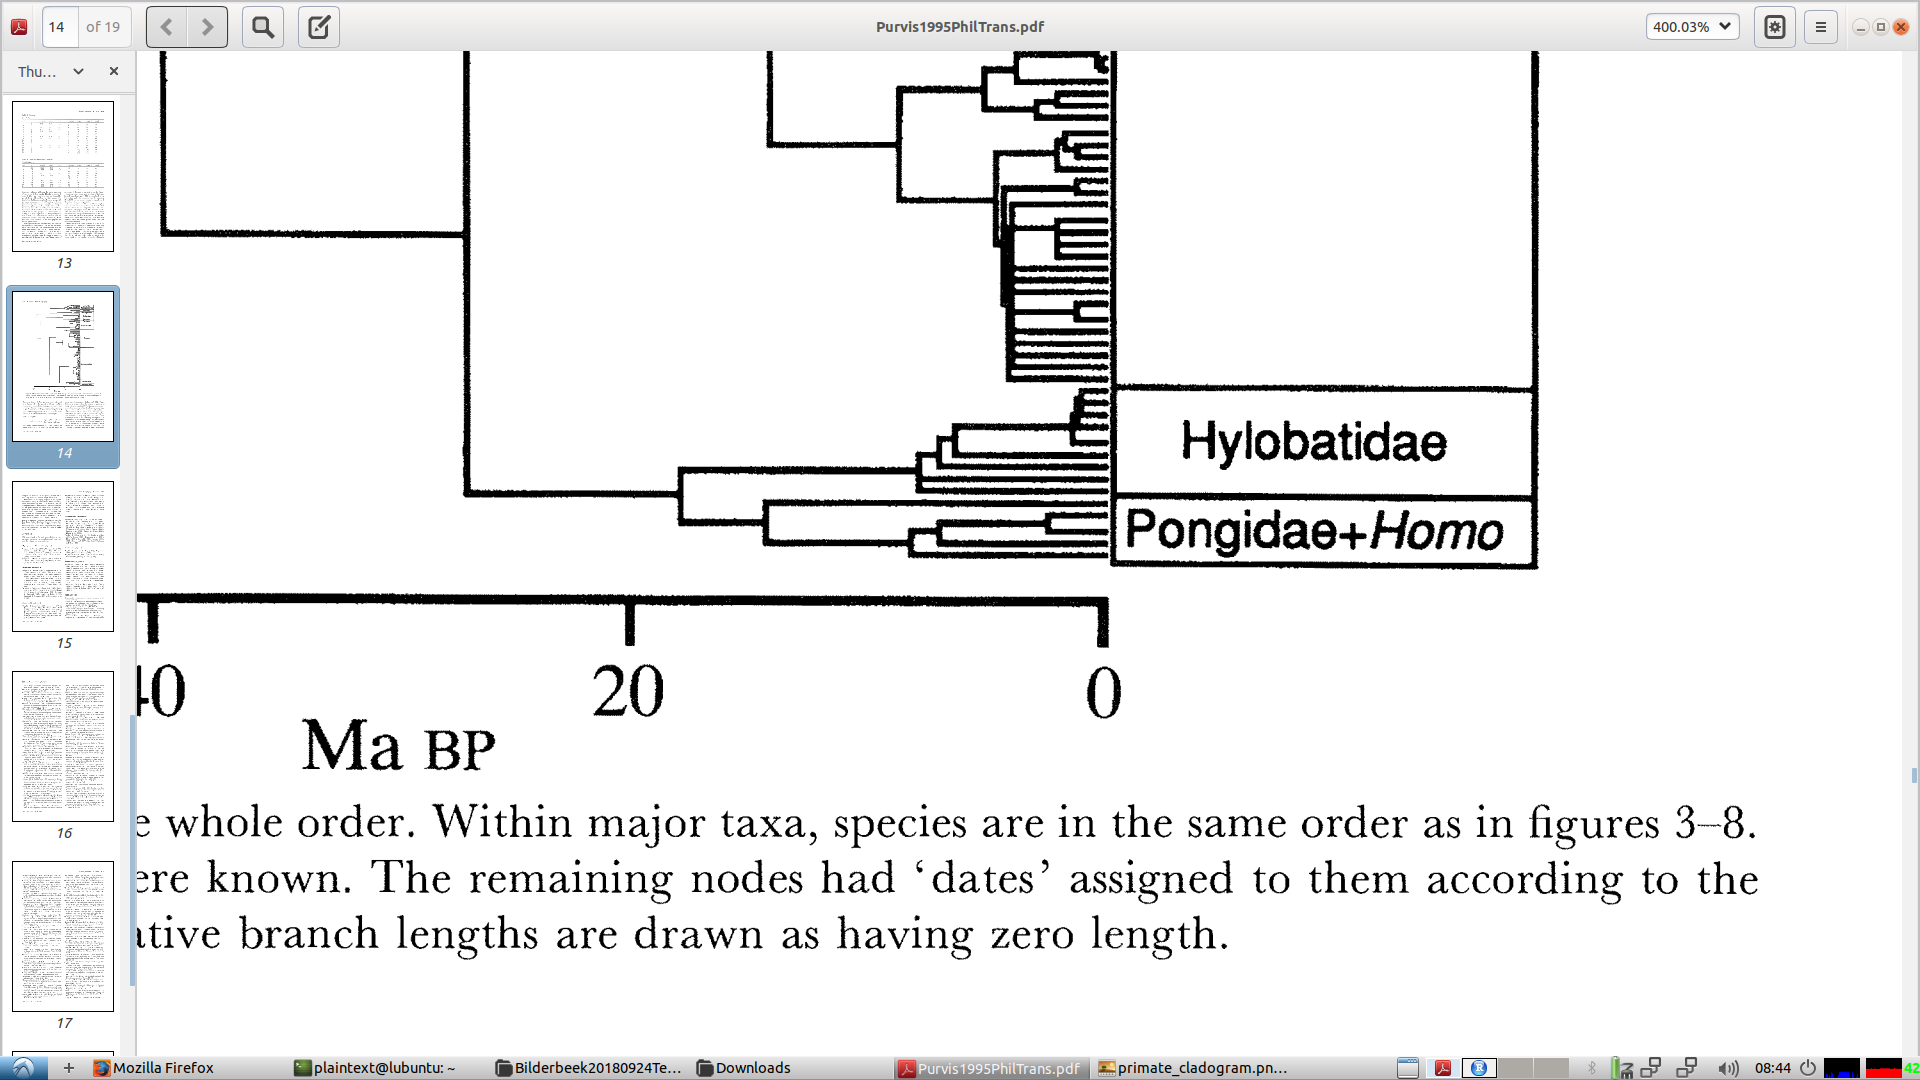 14 of 19
Purvis1995PhilTrans.pdf
400.03%
Thu...
13
14
15
16
17
Hylobatidae
Pongidae+Homo
40 20 0
Ma BP
e whole order. Within major taxa, species are in the same order as in figures 3–8.
ere known. The remaining nodes had ‘dates’ assigned to them according to the
ative branch lengths are drawn as having zero length.
Mozilla Firefox
plaintext@lubuntu: ~
Bilderbeek20180924Te...
Downloads
Purvis1995PhilTrans.pdf
primate_cladogram.pn...
08:44
42